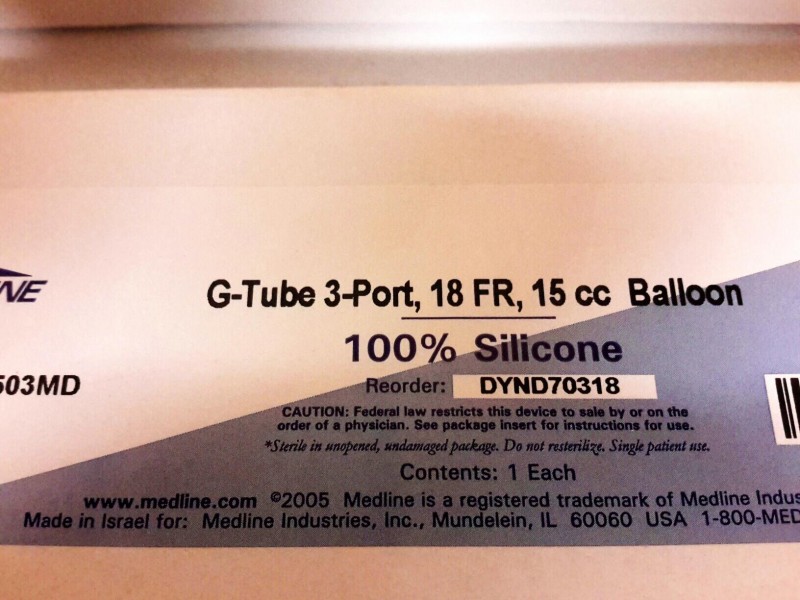 G-Tube 3-Port, 18 FR, 15 cc Balloon
100% Silicone
503MD
Reorder: DYND70318
CAUTION: Federal law restricts this device to sale by or on the
order of a physician. See package insert for instructions for use.
*Sterile in unopened, undamaged package. Do not resterilize. Single patient use.
Contents: 1 Each
www.medline.com ©2005 Medline is a registered trademark of Medline Indus
Made in Israel for: Medline Industries, Inc., Mundelein, IL 60060 USA 1-800-MED